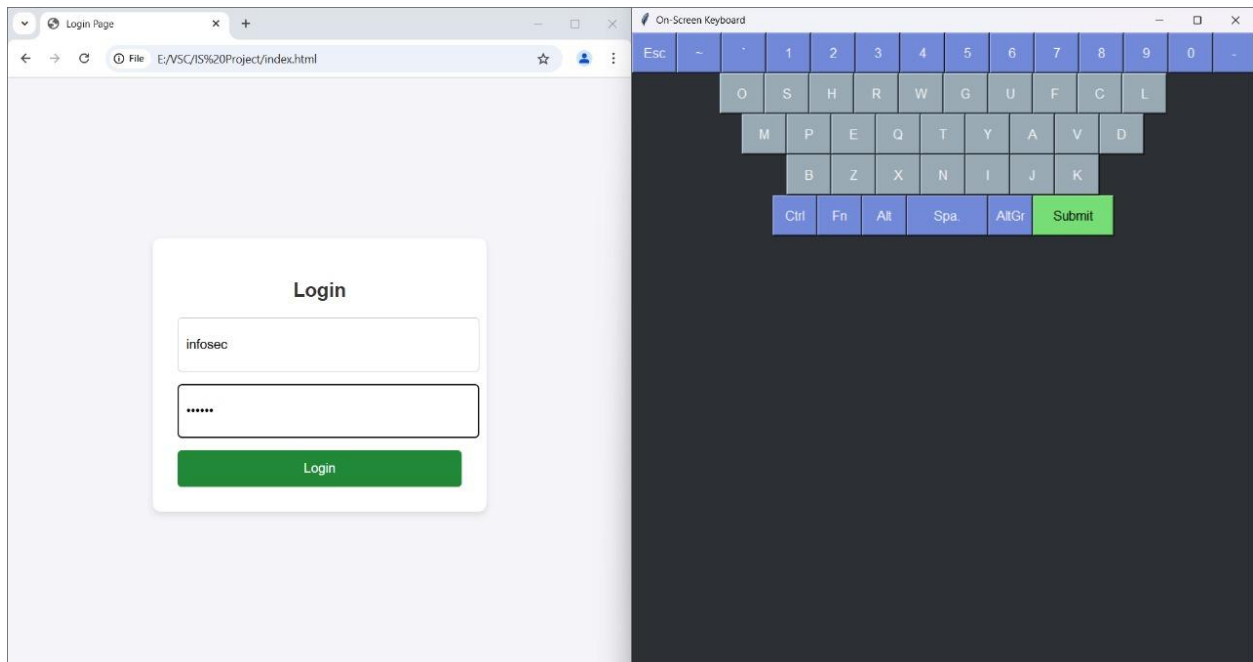 Login Page
File E:/VSC/IS%20Project/index.html
Login
infosec
••••••
Login
On-Screen Keyboard
Esc ~ ` 1 2 3 4 5 6 7 8 9 0 -
O S H R W G U F C L
M P E Q T Y A V D
B Z X N I J K
Ctrl Fn Alt Spa. AltGr Submit